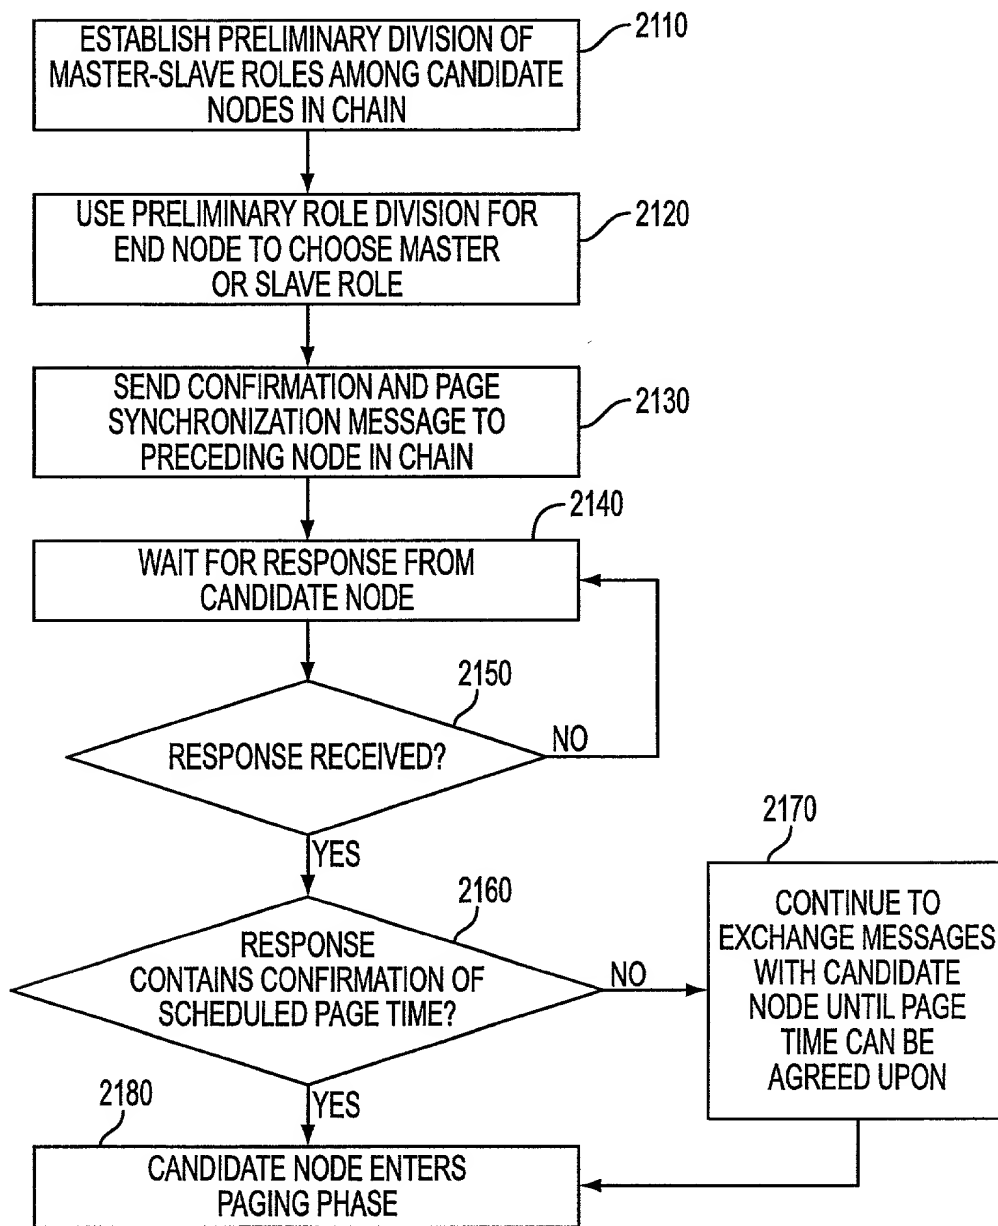 2110
ESTABLISH PRELIMINARY DIVISION OF
MASTER-SLAVE ROLES AMONG CANDIDATE
NODES IN CHAIN
2120
USE PRELIMINARY ROLE DIVISION FOR
END NODE TO CHOOSE MASTER
OR SLAVE ROLE
2130
SEND CONFIRMATION AND PAGE
SYNCHRONIZATION MESSAGE TO
PRECEDING NODE IN CHAIN
2140
WAIT FOR RESPONSE FROM
CANDIDATE NODE
2150
RESPONSE RECEIVED?
NO
YES
2160
RESPONSE
CONTAINS CONFIRMATION OF
SCHEDULED PAGE TIME?
NO
YES
2170
CONTINUE TO
EXCHANGE MESSAGES
WITH CANDIDATE
NODE UNTIL PAGE
TIME CAN BE
AGREED UPON
2180
CANDIDATE NODE ENTERS
PAGING PHASE